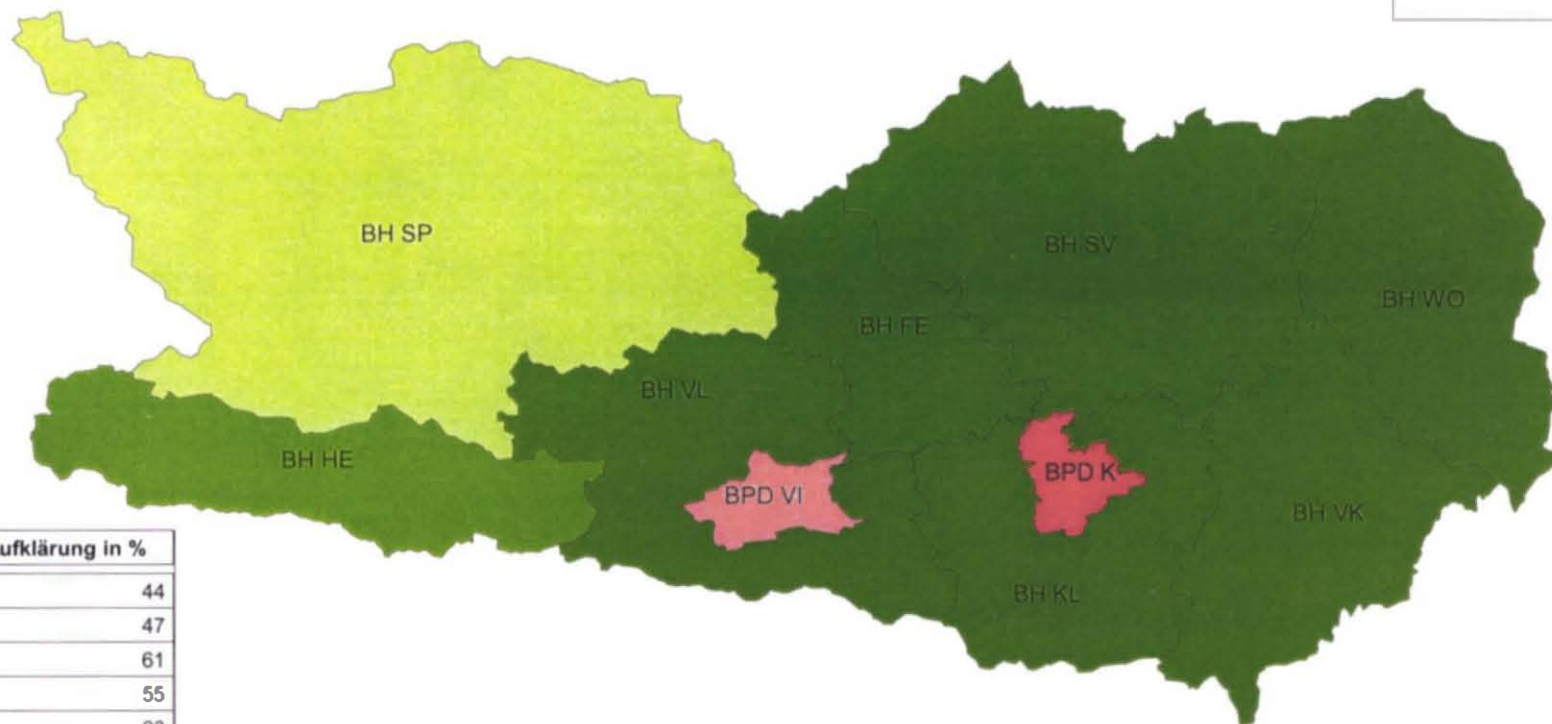 BH SP
BH SV
BH WO
BH FE
BH VL
BH HE
BPD K
BPD VI
BH VK
BH KL
ufklärung in %
44
47
61
55